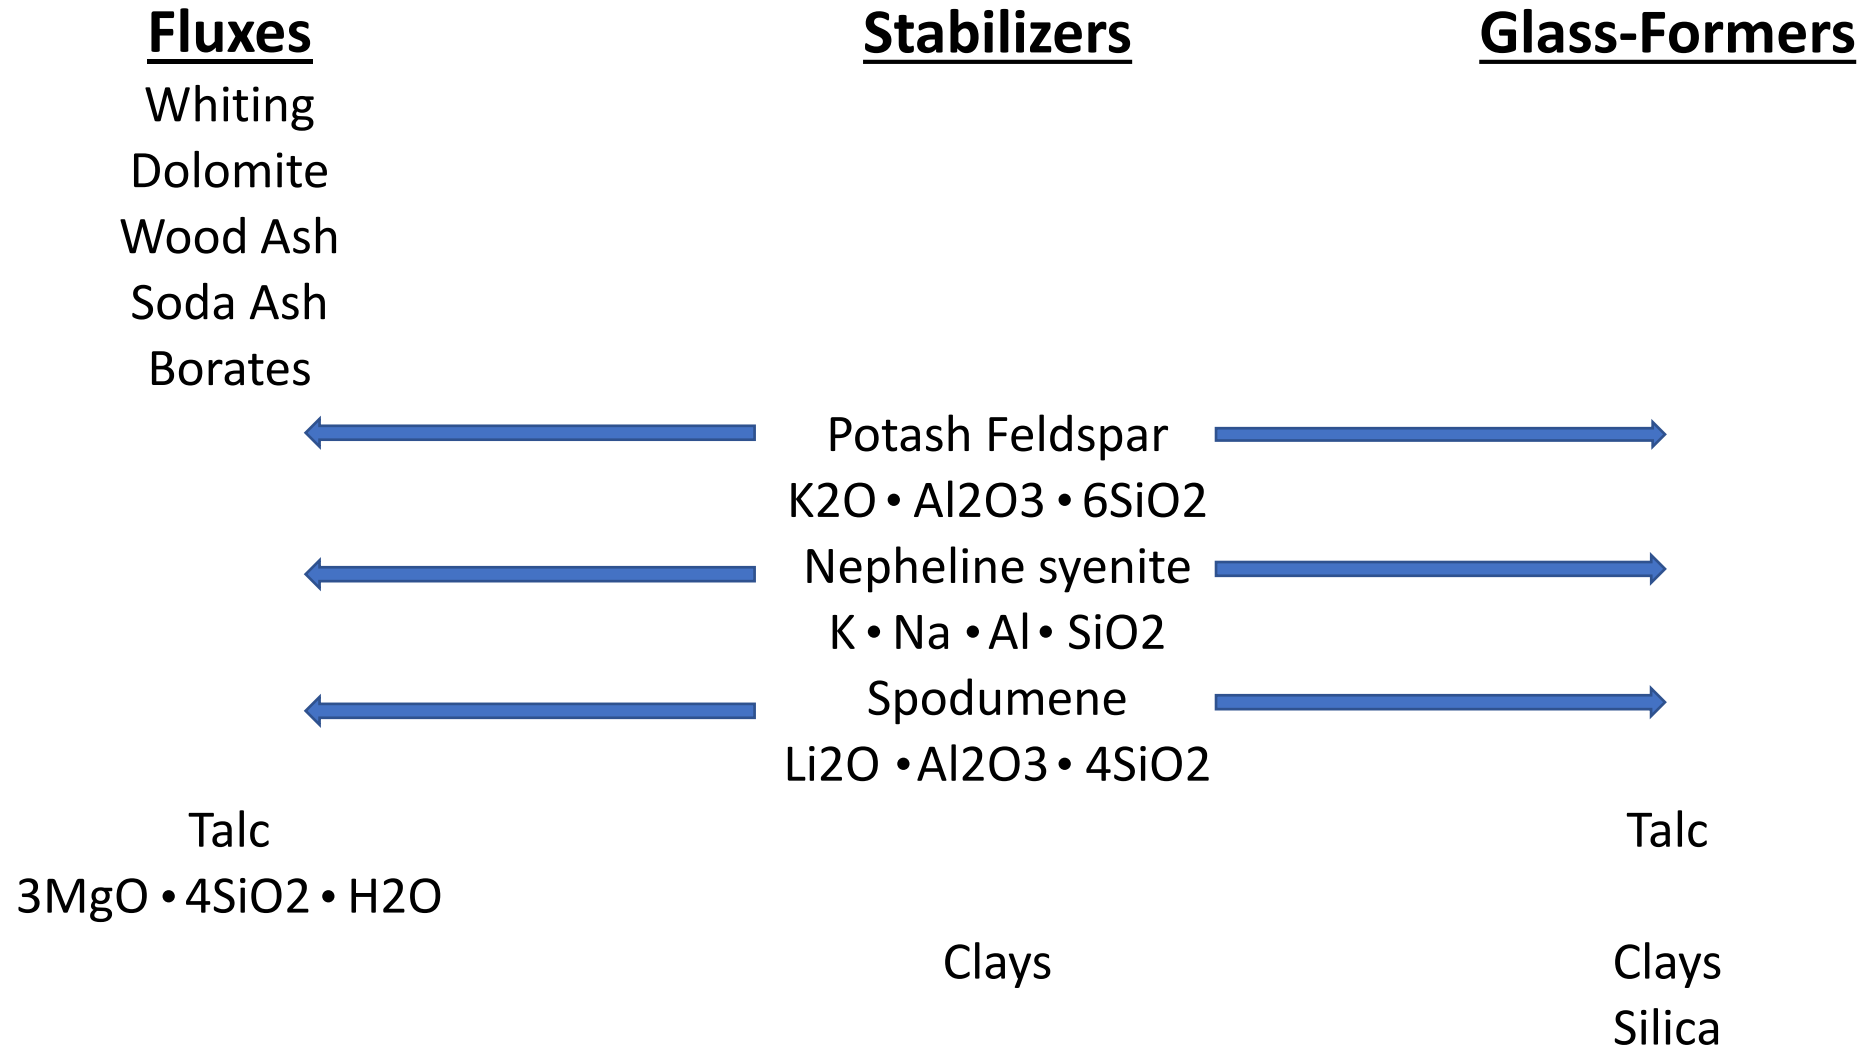 Fluxes Stabilizers Glass-Formers
Whiting
Dolomite
Wood Ash
Soda Ash
Borates
Potash Feldspar
K2O • Al2O3 • 6SiO2
Nepheline syenite
K • Na • Al • SiO2
Spodumene
Li2O • Al2O3 • 4SiO2
Talc Talc
3MgO • 4SiO2 • H2O
Clays Clays
Silica